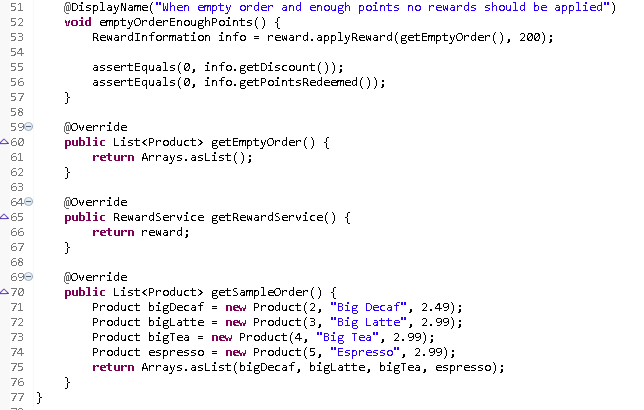 51 @DisplayName("When empty order and enough points no rewards should be applied")
52 void emptyOrderEnoughPoints() {
53 RewardInformation info = reward.applyReward(getEmptyOrder(), 200);
54
55 assertEquals(0, info.getDiscount());
56 assertEquals(0, info.getPointsRedeemed());
57 }
58
59 @Override
60 public List<Product> getEmptyOrder() {
61 return Arrays.asList();
62 }
63
64 @Override
65 public RewardService getRewardService() {
66 return reward;
67 }
68
69 @Override
70 public List<Product> getSampleOrder() {
71 Product bigDecaf = new Product(2, "Big Decaf", 2.49);
72 Product bigLatte = new Product(3, "Big Latte", 2.99);
73 Product bigTea = new Product(4, "Big Tea", 2.99);
74 Product espresso = new Product(5, "Espresso", 2.99);
75 return Arrays.asList(bigDecaf, bigLatte, bigTea, espresso);
76 }
77 }